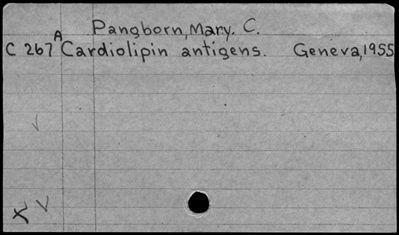 Pangborn, Mary. C.
A
C 267 Cardiolipin antigens. Geneva, 1955